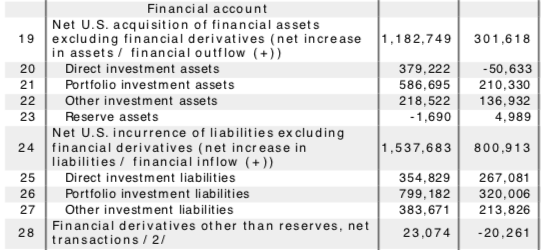 Financial account
Net U.S. acquisition of financial assets
19 excluding financial derivatives (net increase 1,182,749 301,618
in assets / financial outflow (+))
20 Direct investment assets 379,222 -50,633
21 Portfolio investment assets 586,695 210,330
22 Other investment assets 218,522 136,932
23 Reserve assets -1,690 4,989
Net U.S. incurrence of liabilities excluding
24 financial derivatives (net increase in 1,537,683 800,913
liabilities / financial inflow (+))
25 Direct investment liabilities 354,829 267,081
26 Portfolio investment liabilities 799,182 320,006
27 Other investment liabilities 383,671 213,826
28 Financial derivatives other than reserves, net 23,074 -20,261
transactions / 2/